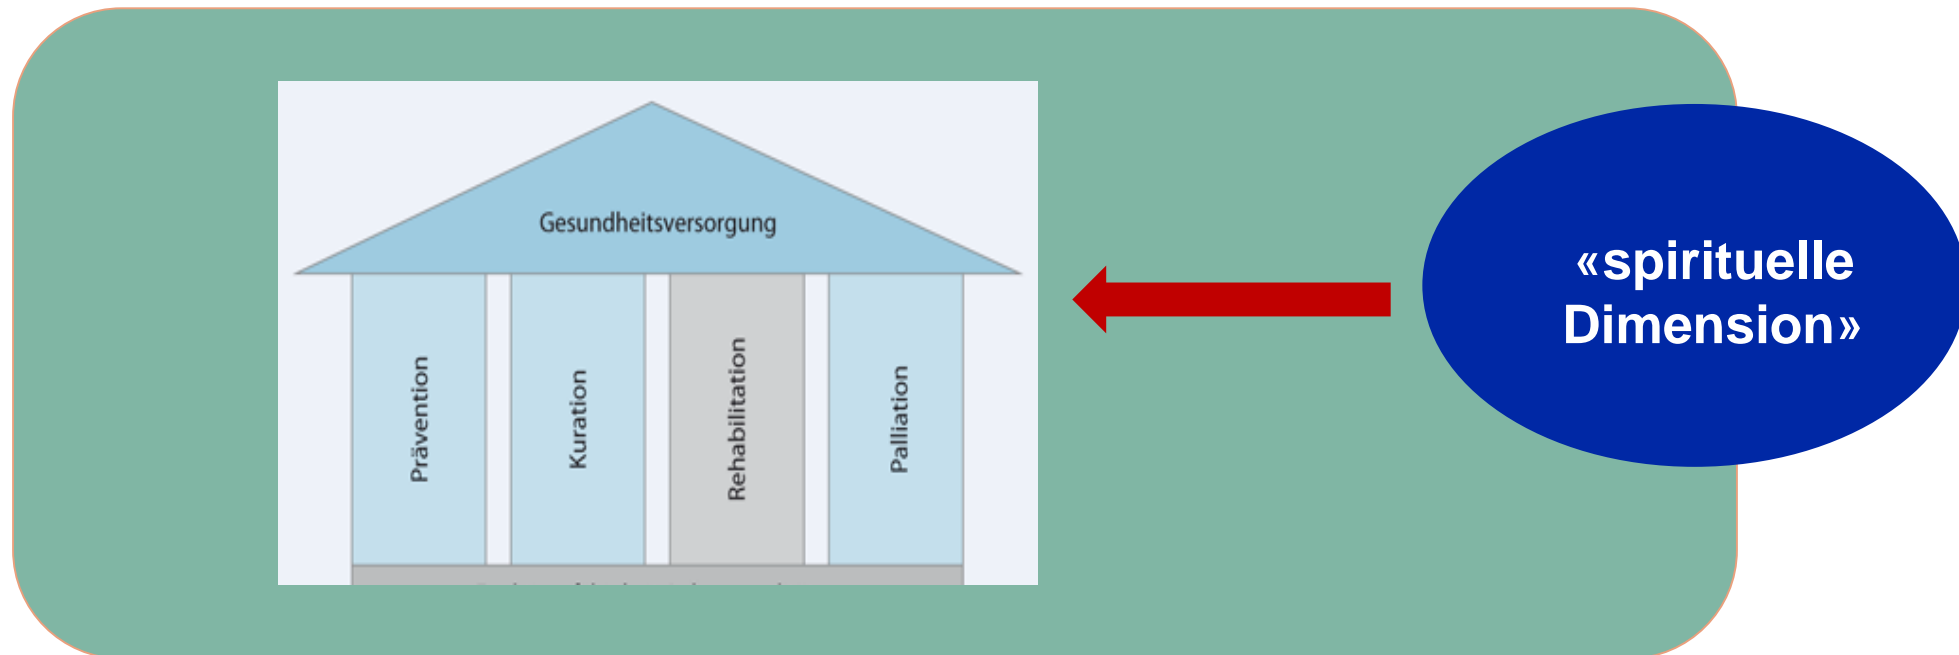 Gesundheitsversorgung
Prävention
Kuration
Rehabilitation
Palliation
«spirituelle
Dimension»